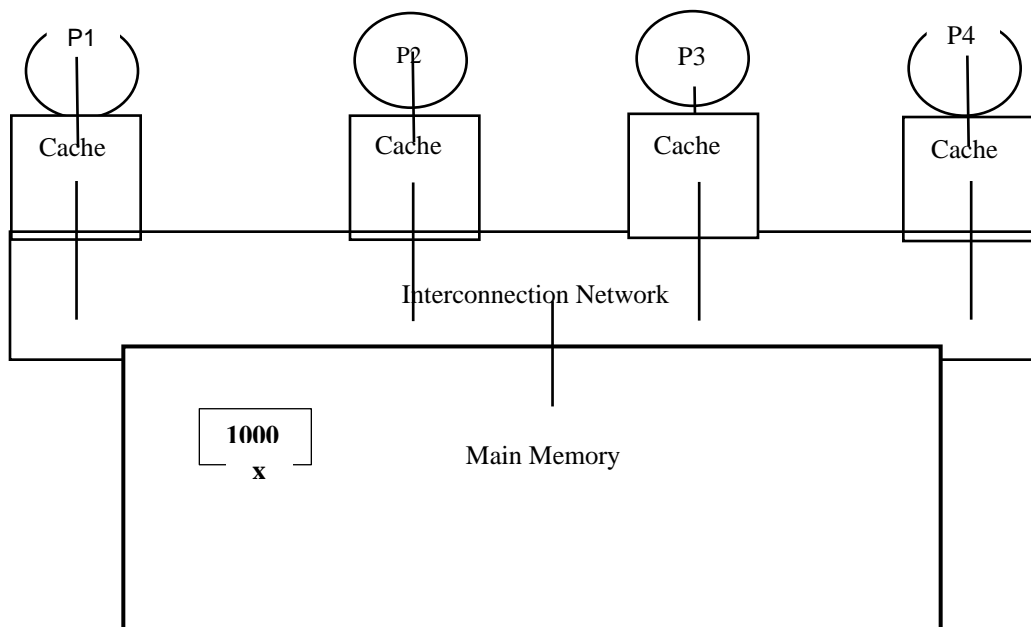 P1
P2
P3
P4
Cache
Cache
Cache
Cache
Interconnection Network
1000
x
Main Memory